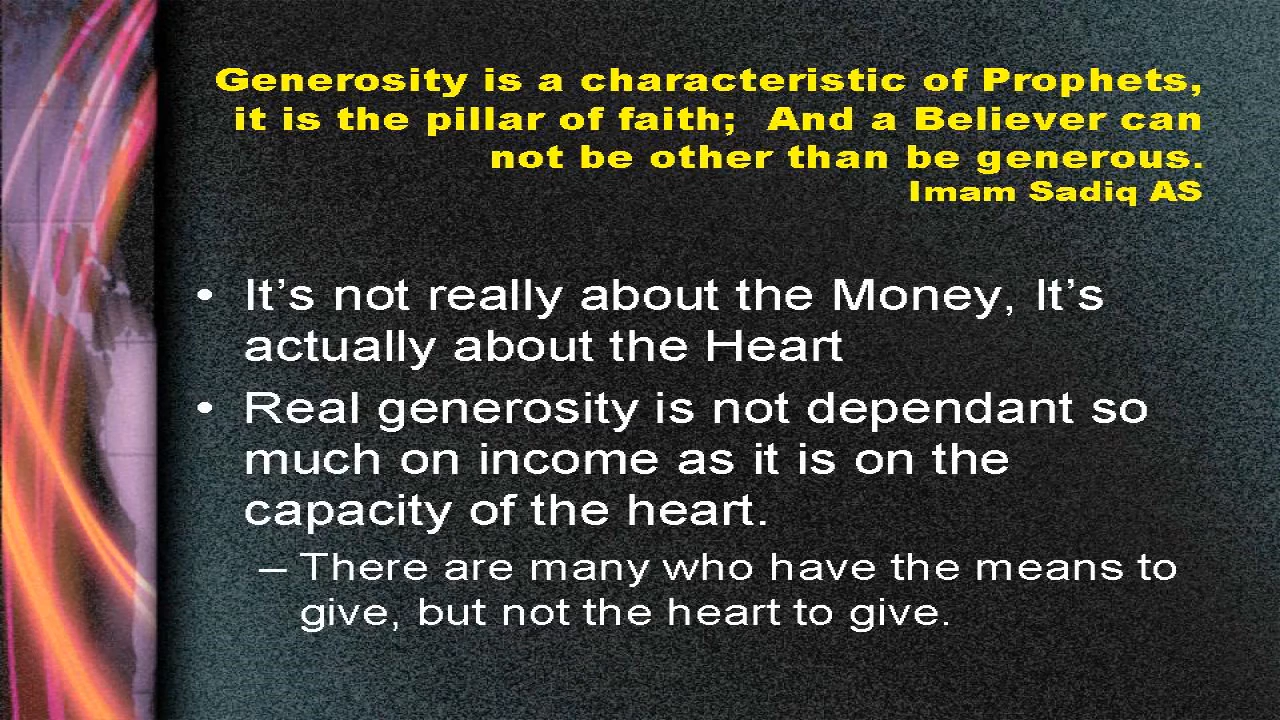 Generosity is a characteristic of Prophets,
it is the pillar of faith;  And a Believer can
not be other than be generous.
Imam Sadiq AS
• It’s not really about the Money, It’s
actually about the Heart
• Real generosity is not dependant so
much on income as it is on the
capacity of the heart.
– There are many who have the means to
give, but not the heart to give.